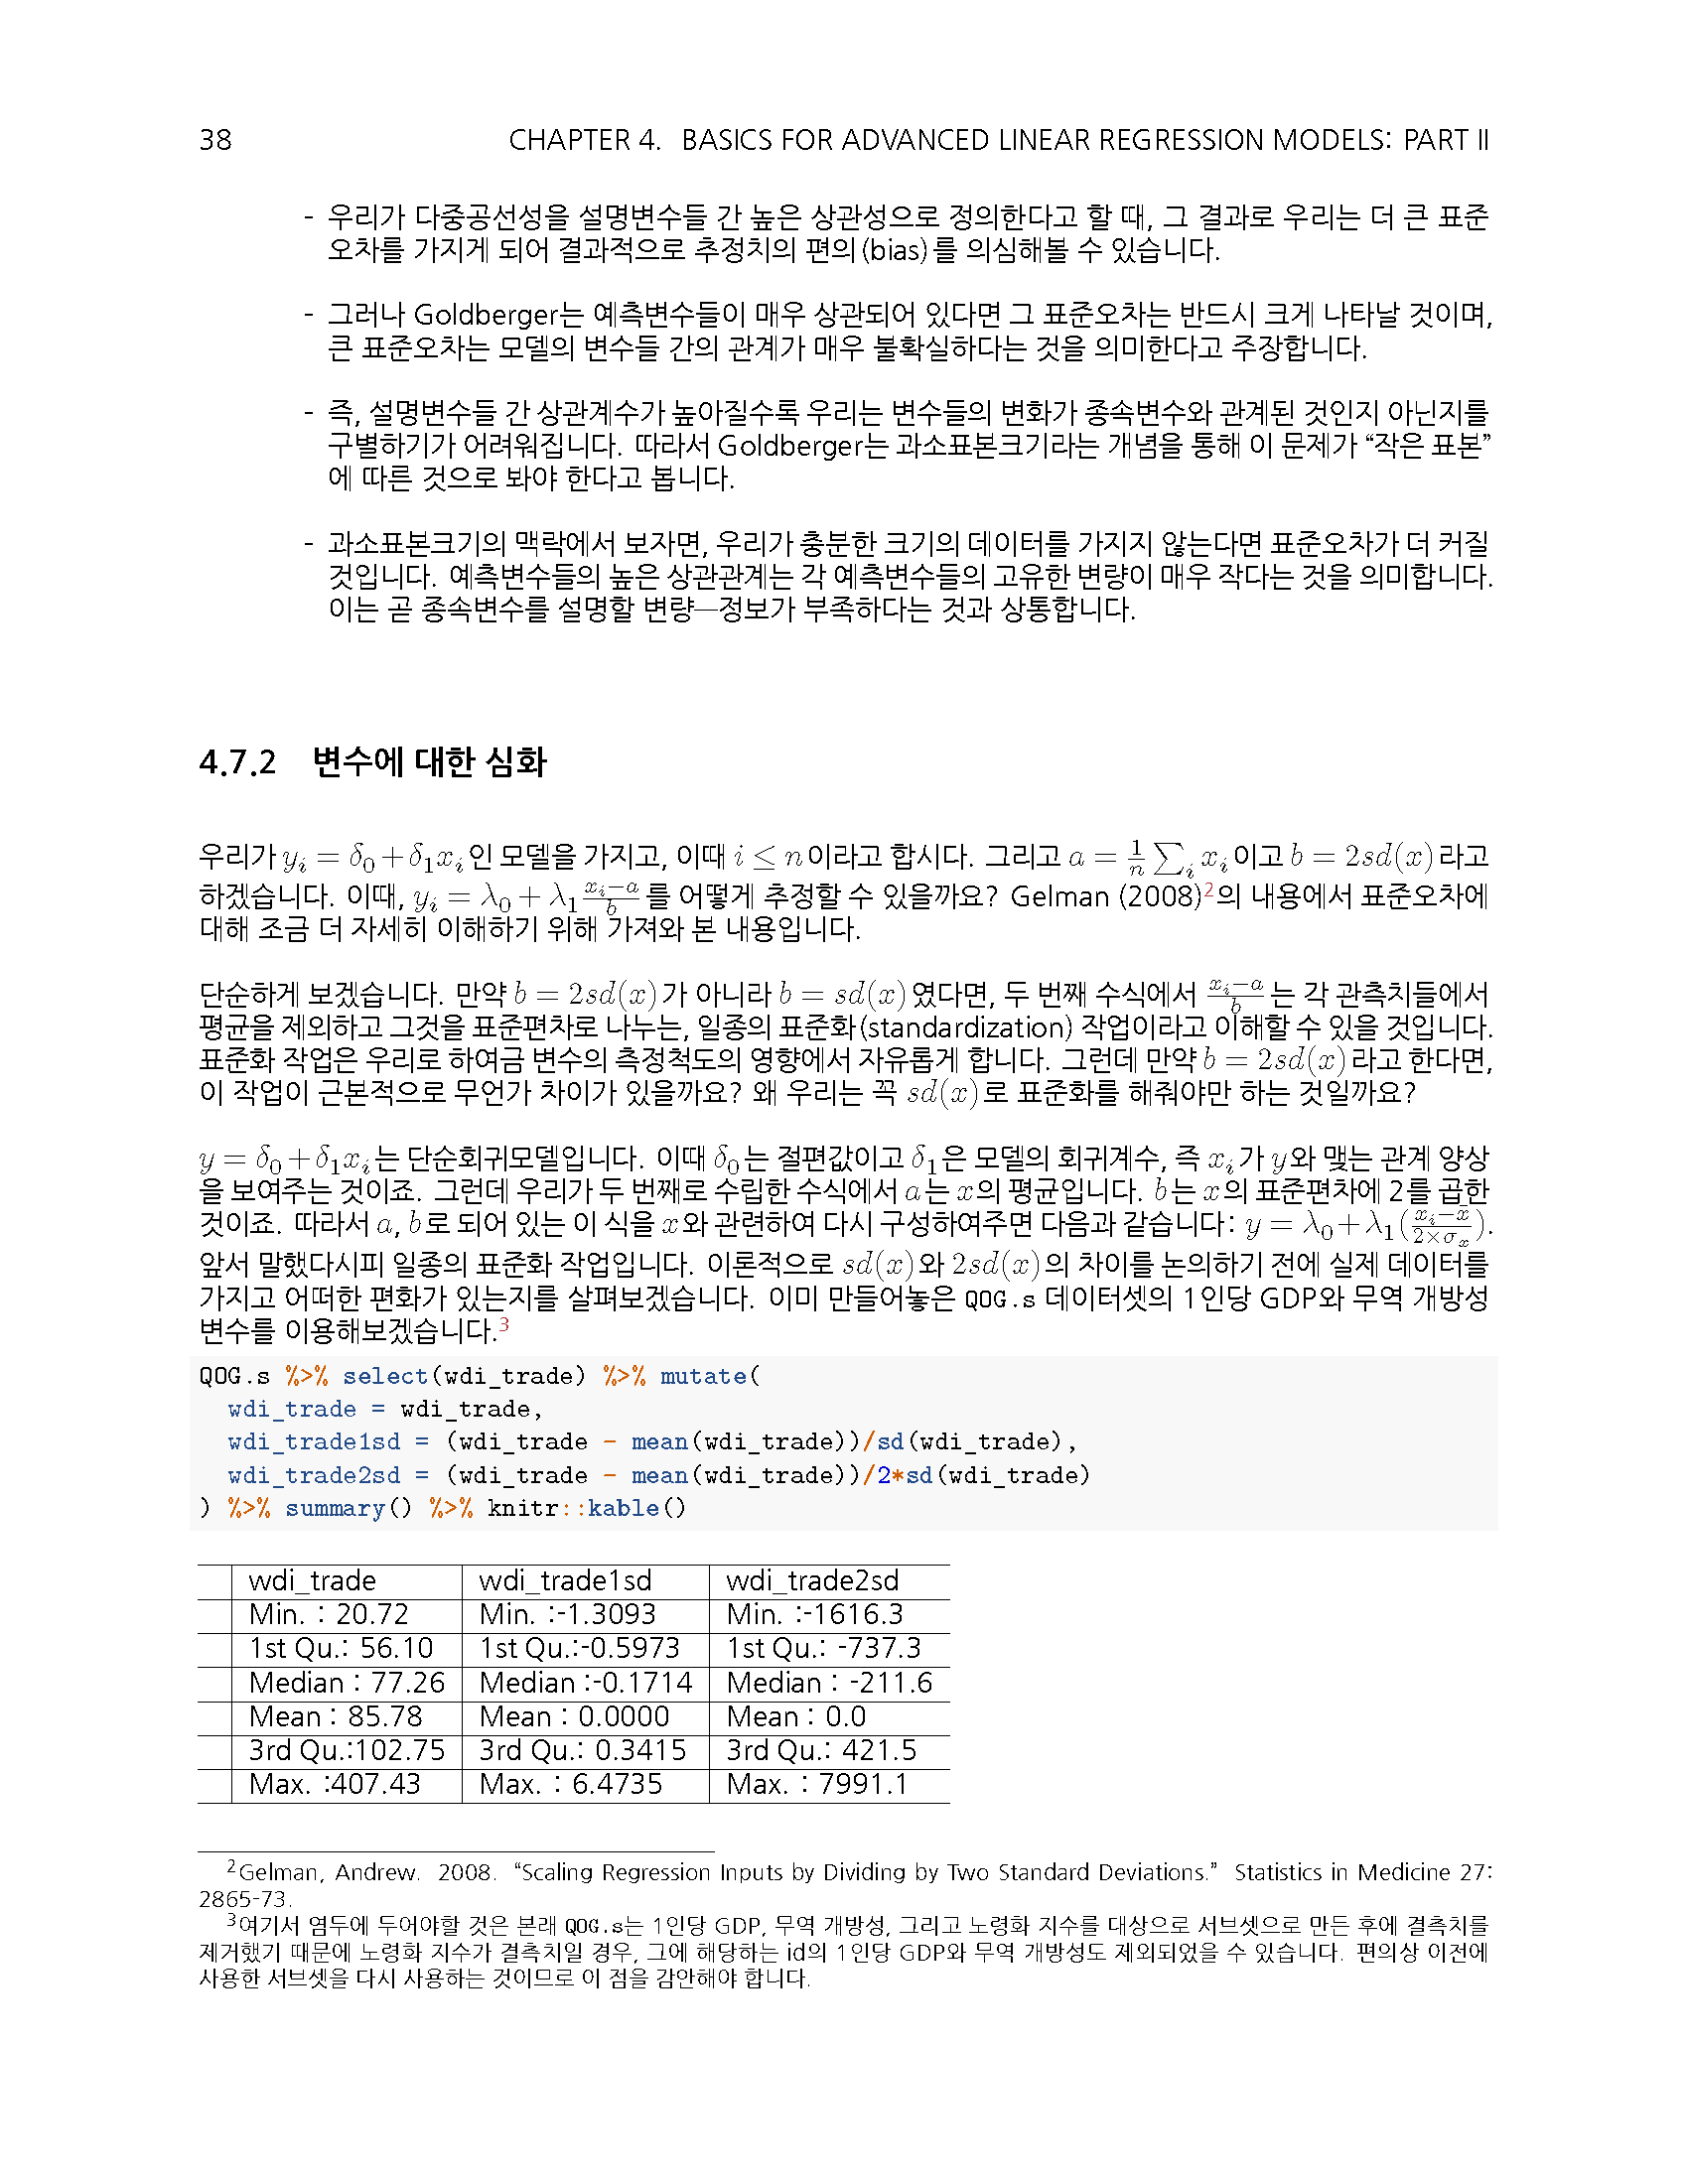 38 CHAPTER 4. BASICS FOR ADVANCED LINEAR REGRESSION MODELS: PART II
- 우리가 다중공선성을 설명변수들 간 높은 상관성으로 정의한다고 할 때, 그 결과로 우리는 더 큰 표준
오차를 가지게 되어 결과적으로 추정치의 편의(bias)를 의심해볼 수 있습니다.
- 그러나 Goldberger는 예측변수들이 매우 상관되어 있다면 그 표준오차는 반드시 크게 나타날 것이며,
큰 표준오차는 모델의 변수들 간의 관계가 매우 불확실하다는 것을 의미한다고 주장합니다.
- 즉, 설명변수들 간 상관계수가 높아질수록 우리는 변수들의 변화가 종속변수와 관계된 것인지 아닌지를
구별하기가 어려워집니다. 따라서 Goldberger는 과소표본크기라는 개념을 통해 이 문제가 “작은 표본”
에 따른 것으로 봐야 한다고 봅니다.
- 과소표본크기의 맥락에서 보자면, 우리가 충분한 크기의 데이터를 가지지 않는다면 표준오차가 더 커질
것입니다. 예측변수들의 높은 상관관계는 각 예측변수들의 고유한 변량이 매우 작다는 것을 의미합니다.
이는 곧 종속변수를 설명할 변량—정보가 부족하다는 것과 상통합니다.
4.7.2 변수에 대한 심화
우리가 $y_i = \delta_0 + \delta_1 x_i$인 모델을 가지고, 이때 $i \leq n$이라고 합시다. 그리고 $a = \frac{1}{n}\sum_i x_i$이고 $b = 2sd(x)$라고
하겠습니다. 이때, $y_i = \lambda_0 + \lambda_1 \frac{x_i - a}{b}$를 어떻게 추정할 수 있을까요? Gelman (2008)²의 내용에서 표준오차에
대해 조금 더 자세히 이해하기 위해 가져와 본 내용입니다.
단순하게 보겠습니다. 만약 $b = 2sd(x)$가 아니라 $b = sd(x)$였다면, 두 번째 수식에서 $\frac{x_i - a}{b}$는 각 관측치들에서
평균을 제외하고 그것을 표준편차로 나누는, 일종의 표준화(standardization) 작업이라고 이해할 수 있을 것입니다.
표준화 작업은 우리로 하여금 변수의 측정척도의 영향에서 자유롭게 합니다. 그런데 만약 $b = 2sd(x)$라고 한다면,
이 작업이 근본적으로 무언가 차이가 있을까요? 왜 우리는 꼭 $sd(x)$로 표준화를 해줘야만 하는 것일까요?
$y = \delta_0 + \delta_1 x_i$는 단순회귀모델입니다. 이때 $\delta_0$는 절편값이고 $\delta_1$은 모델의 회귀계수, 즉 $x_i$가 $y$와 맺는 관계 양상
을 보여주는 것이죠. 그런데 우리가 두 번째로 수립한 수식에서 $a$는 $x$의 평균입니다. $b$는 $x$의 표준편차에 2를 곱한
것이죠. 따라서 $a$, $b$로 되어 있는 이 식을 $x$와 관련하여 다시 구성하여주면 다음과 같습니다: $y = \lambda_0 + \lambda_1 (\frac{x_i - \bar{x}}{2 \times \sigma_x})$.
앞서 말했다시피 일종의 표준화 작업입니다. 이론적으로 $sd(x)$와 $2sd(x)$의 차이를 논의하기 전에 실제 데이터를
가지고 어떠한 편화가 있는지를 살펴보겠습니다. 이미 만들어놓은 QOG.s 데이터셋의 1인당 GDP와 무역 개방성
변수를 이용해보겠습니다.³
QOG.s %>% select(wdi_trade) %>% mutate(
wdi_trade = wdi_trade,
wdi_trade1sd = (wdi_trade - mean(wdi_trade))/sd(wdi_trade),
wdi_trade2sd = (wdi_trade - mean(wdi_trade))/2*sd(wdi_trade)
) %>% summary() %>% knitr::kable()
wdi_trade wdi_trade1sd wdi_trade2sd
Min. : 20.72 Min. :-1.3093 Min. :-1616.3
1st Qu.: 56.10 1st Qu.:-0.5973 1st Qu.: -737.3
Median : 77.26 Median :-0.1714 Median : -211.6
Mean : 85.78 Mean : 0.0000 Mean : 0.0
3rd Qu.:102.75 3rd Qu.: 0.3415 3rd Qu.: 421.5
Max. :407.43 Max. : 6.4735 Max. : 7991.1
²Gelman, Andrew. 2008. “Scaling Regression Inputs by Dividing by Two Standard Deviations.” Statistics in Medicine 27:
2865-73.
³여기서 염두에 두어야할 것은 본래 QOG.s는 1인당 GDP, 무역 개방성, 그리고 노령화 지수를 대상으로 서브셋으로 만든 후에 결측치를
제거했기 때문에 노령화 지수가 결측치일 경우, 그에 해당하는 id의 1인당 GDP와 무역 개방성도 제외되었을 수 있습니다. 편의상 이전에
사용한 서브셋을 다시 사용하는 것이므로 이 점을 감안해야 합니다.